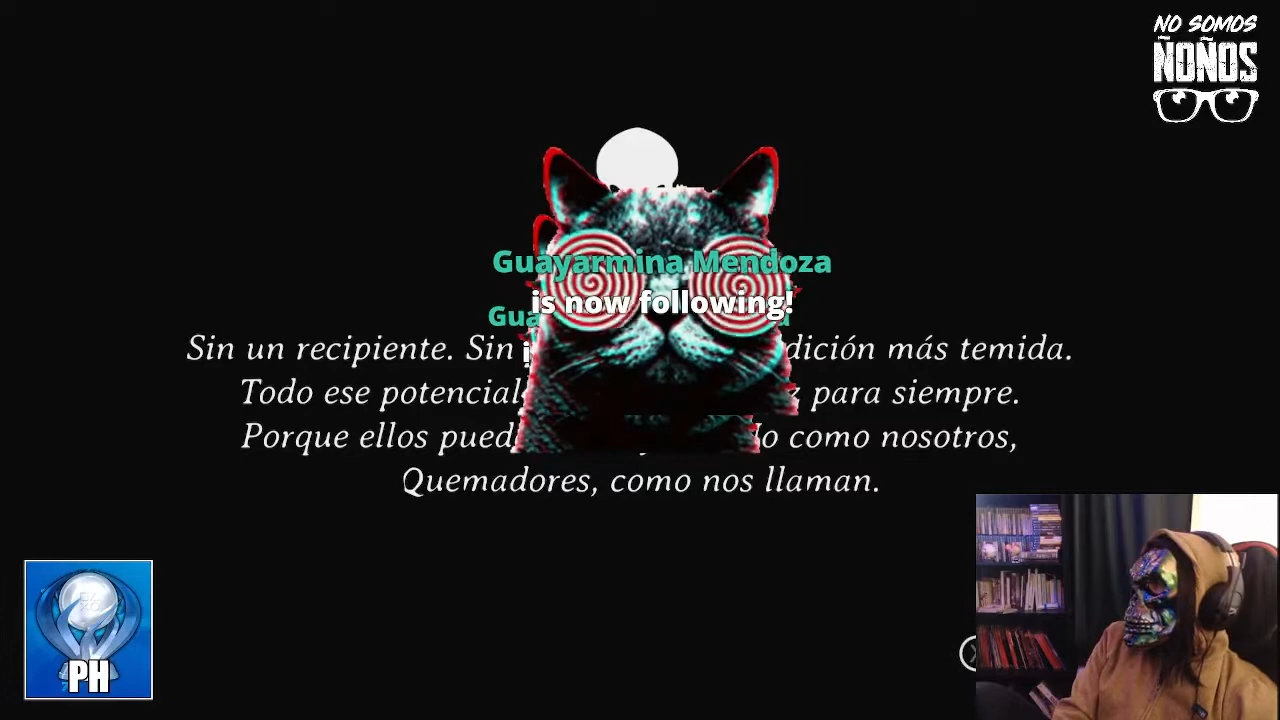 NO SOMOS
ÑOÑOS
Guayarmina Mendoza
is now following!
Gua
Sin un recipiente. Sin dición más temida.
Todo ese potencial para siempre.
Porque ellos pued o como nosotros,
Quemadores, como nos llaman.
PH